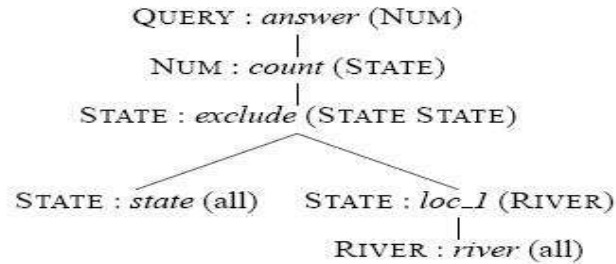 QUERY : answer (NUM)
NUM : count (STATE)
STATE : exclude (STATE STATE)
STATE : state (all) STATE : loc_1 (RIVER)
RIVER : river (all)